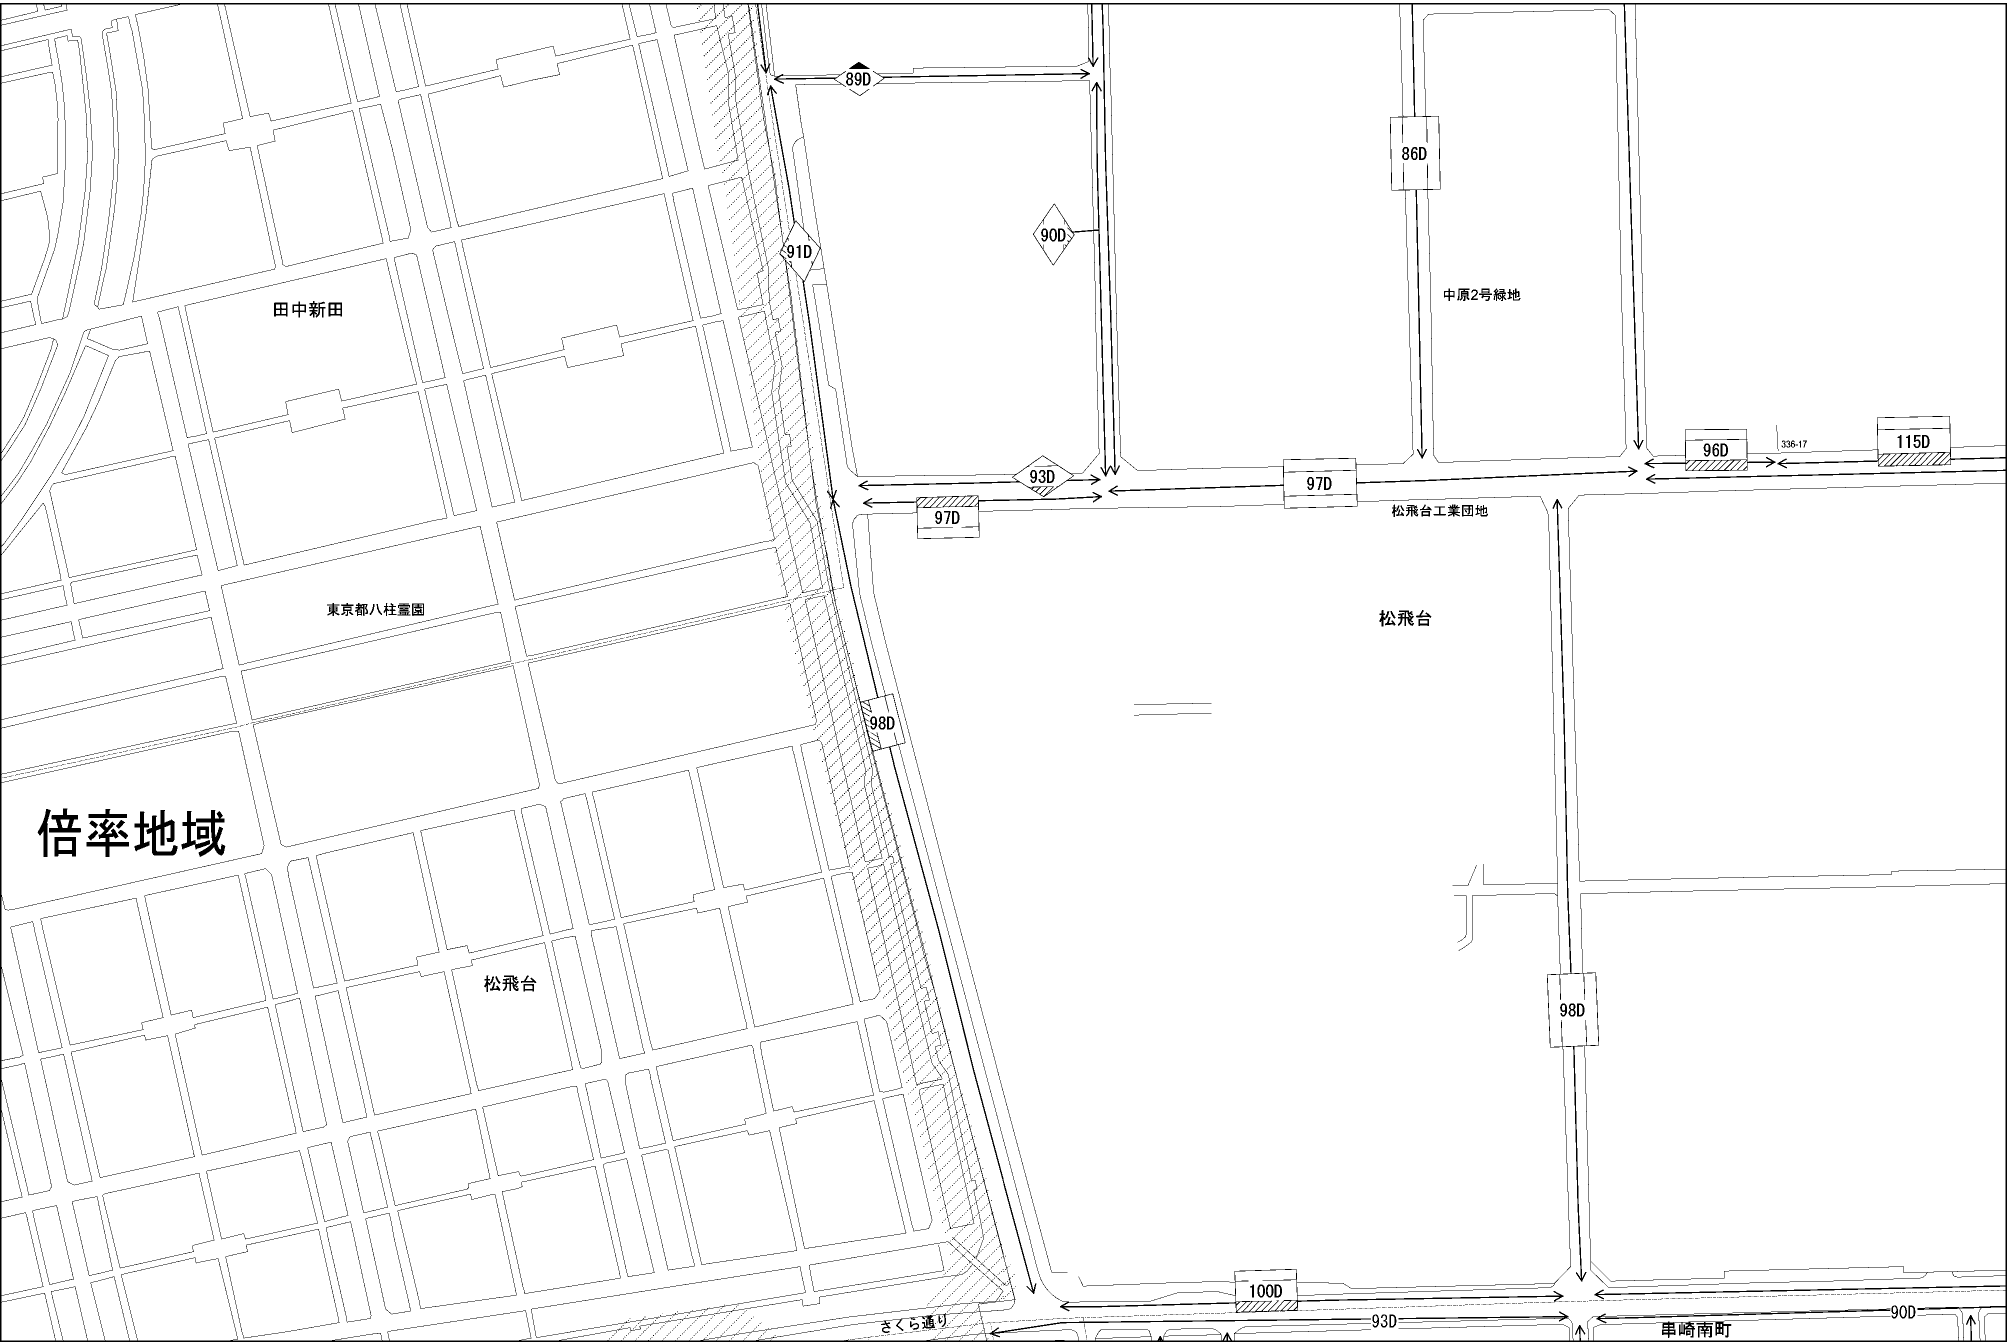 89D
86D
90D
91D
中原2号緑地
田中新田
96D
336-17
115D
93D
97D
97D
松飛台工業団地
東京都八柱霊園
松飛台
98D
倍率地域
松飛台
98D
100D
さくら通り
93D
90D
串崎南町